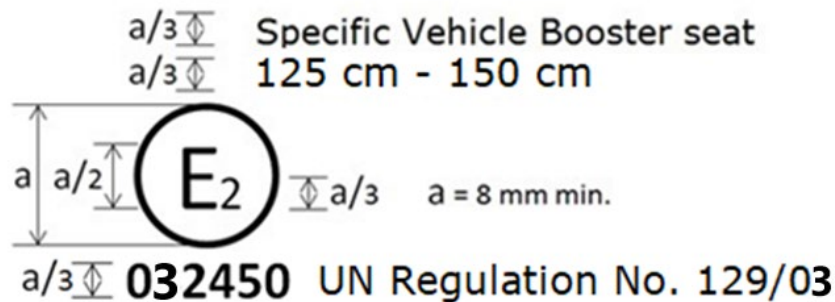 a/3 Specific Vehicle Booster seat
a/3 125 cm - 150 cm
a a/2 E2 a/3 a = 8 mm min.
a/3 032450 UN Regulation No. 129/03